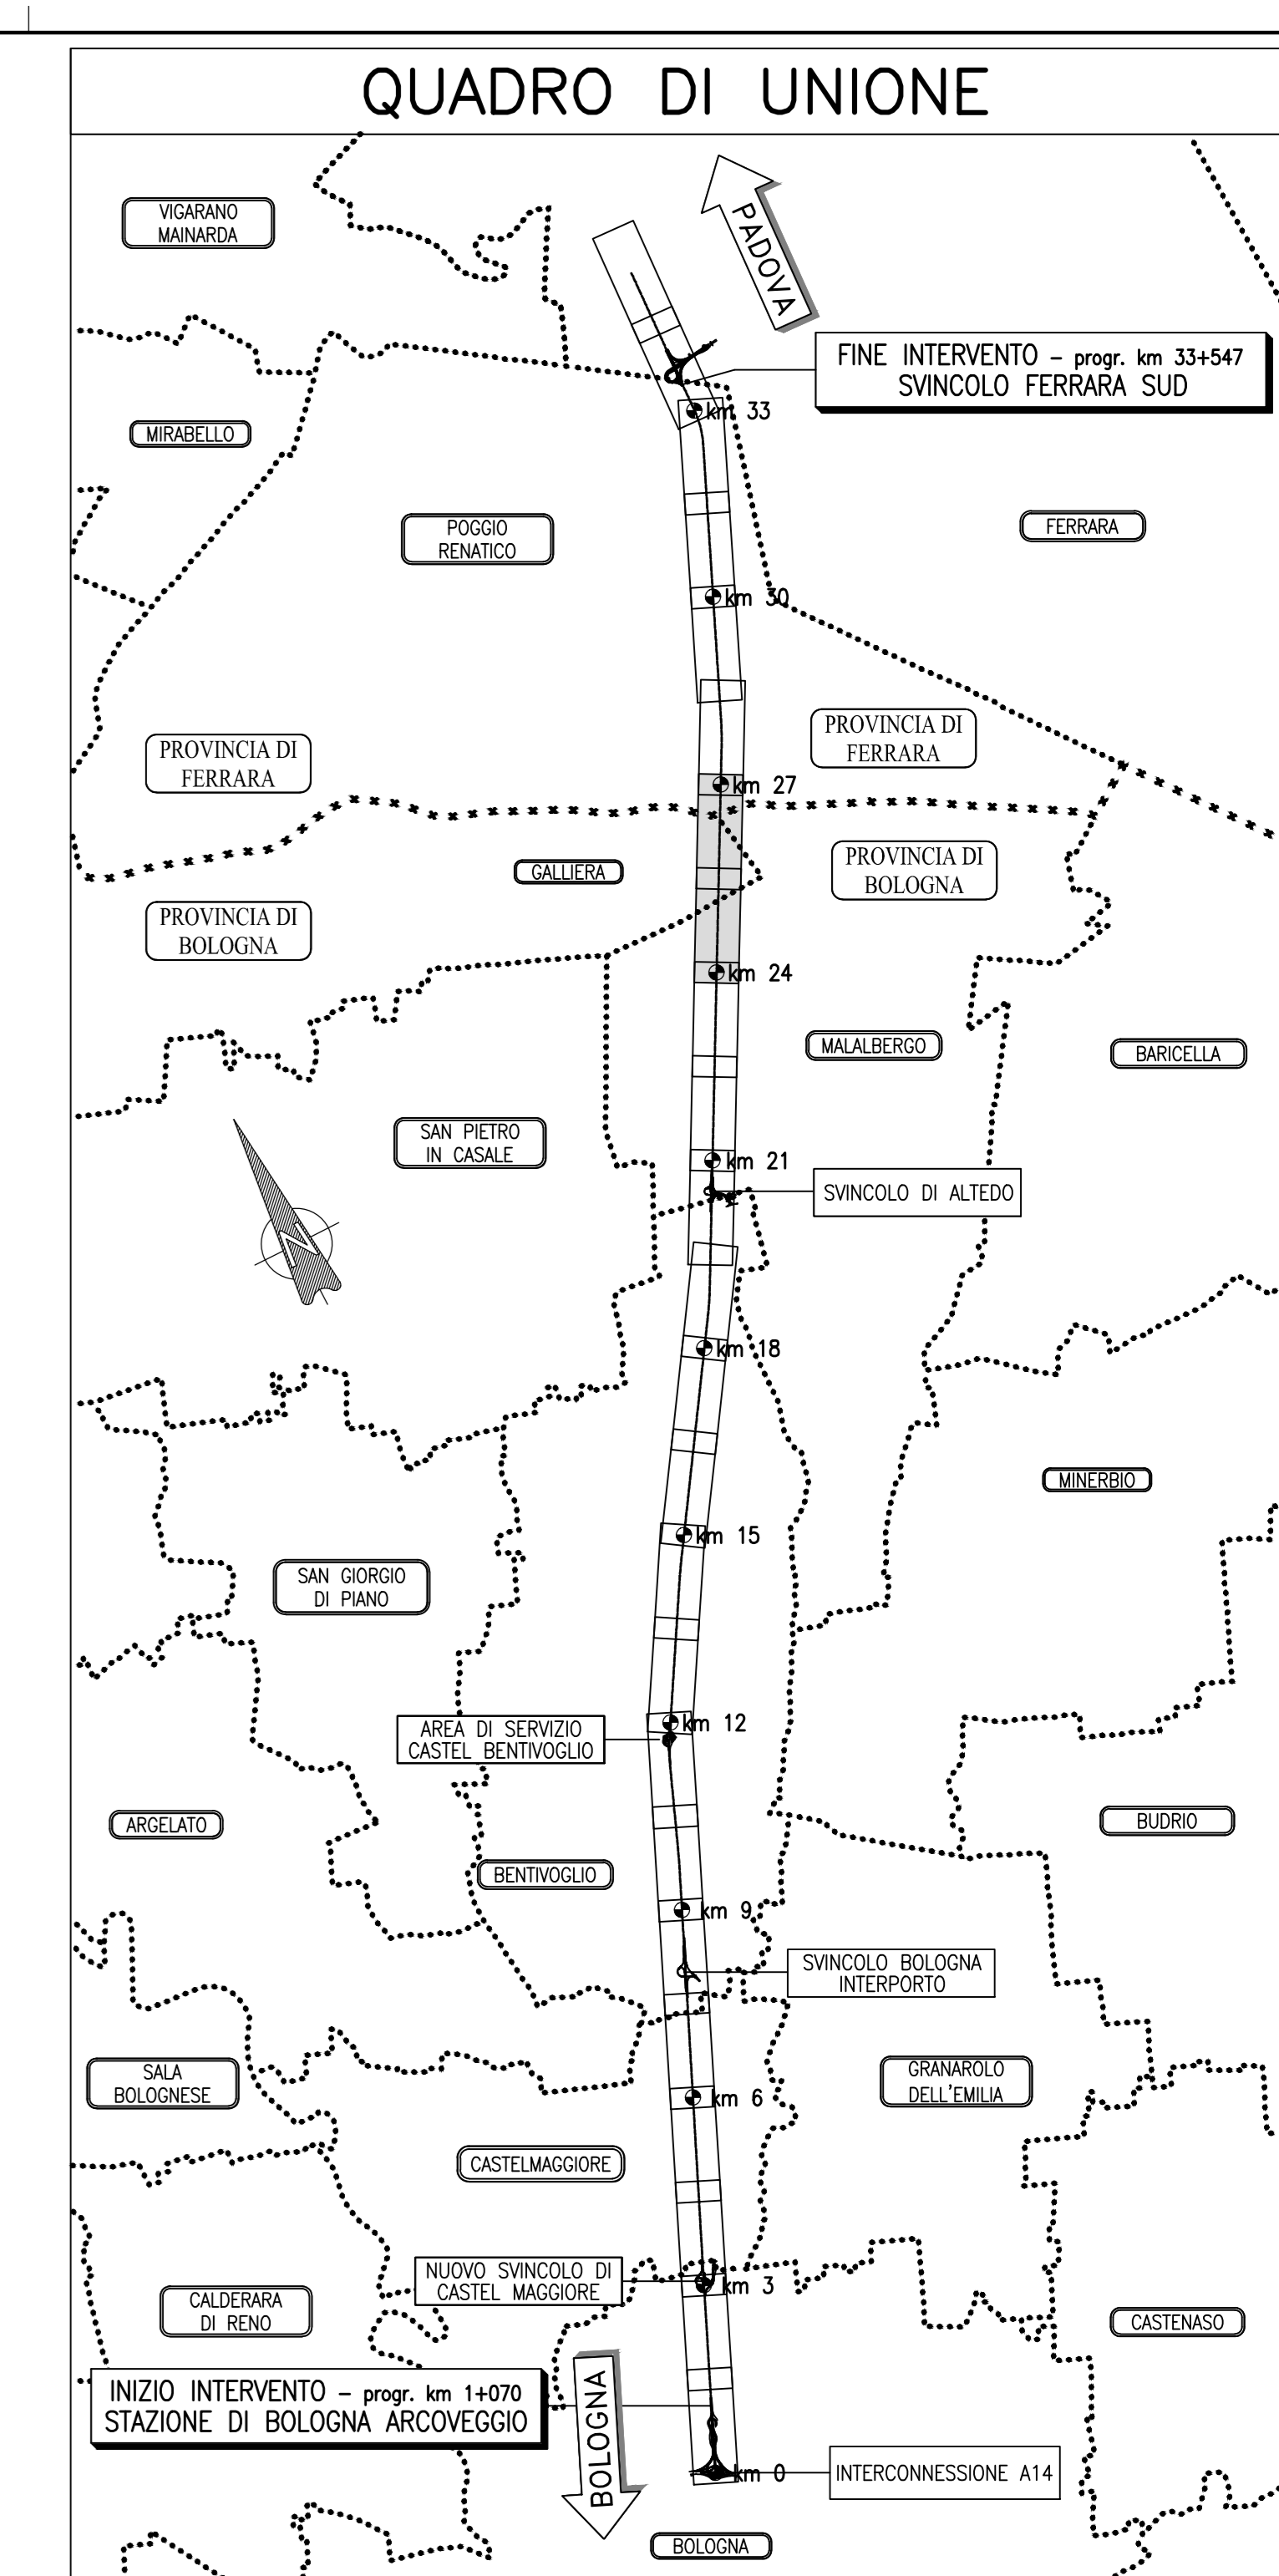 QUADRO DI UNIONE
VIGARANO
MAINARDA
PADOVA
FINE INTERVENTO - progr. km 33+547
SVINCOLO FERRARA SUD
km 33
MIRABELLO
POGGIO
RENATICO
FERRARA
km 30
PROVINCIA DI
FERRARA
PROVINCIA DI
FERRARA
km 27
GALLIERA
PROVINCIA DI
BOLOGNA
PROVINCIA DI
BOLOGNA
km 24
MALALBERGO
BARICELLA
SAN PIETRO
IN CASALE
km 21
SVINCOLO DI ALTEDO
N
km 18
MINERBIO
km 15
SAN GIORGIO
DI PIANO
km 12
AREA DI SERVIZIO
CASTEL BENTIVOGLIO
ARGELATO
BUDRIO
BENTIVOGLIO
km 9
SVINCOLO BOLOGNA
INTERPORTO
SALA
BOLOGNESE
GRANAROLO
DELL'EMILIA
km 6
CASTELMAGGIORE
NUOVO SVINCOLO DI
CASTEL MAGGIORE
km 3
CALDERARA
DI RENO
CASTENASO
INIZIO INTERVENTO - progr. km 1+070
STAZIONE DI BOLOGNA ARCOVEGGIO
BOLOGNA
km 0
INTERCONNESSIONE A14
BOLOGNA